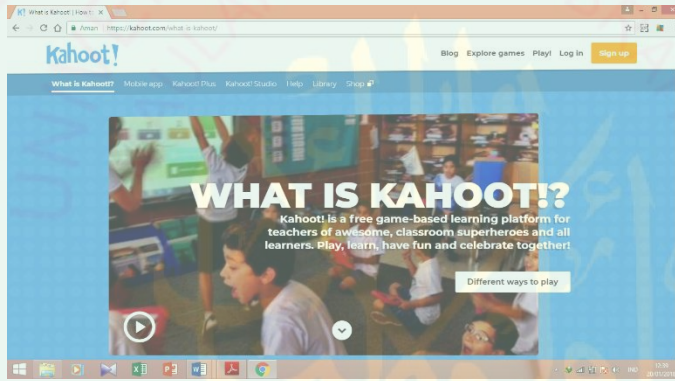 What is Kahoot! | How to
Aman https://kahoot.com/what-is-kahoot/
Kahoot!
Blog Explore games Play! Log in Sign up
What is Kahoot!? Mobile app Kahoot! Plus Kahoot! Studio Help Library Shop
WHAT IS KAHOOT!?
Kahoot! is a free game-based learning platform for
teachers of awesome, classroom superheroes and all
learners. Play, learn, have fun and celebrate together!
Different ways to play
IND